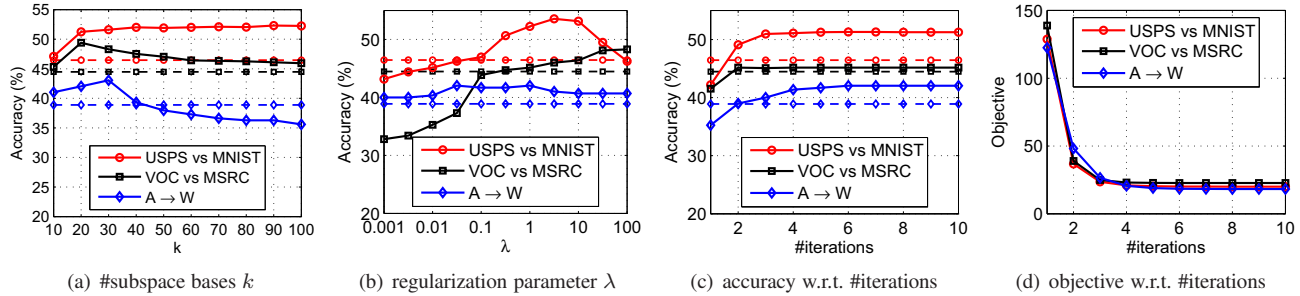 55
50
45
40
35
30
25
20
Accuracy (%)
10 20 30 40 50 60 70 80 90 100
k
USPS vs MNIST
VOC vs MSRC
A → W
(a) #subspace bases k
50
40
30
20
Accuracy (%)
0.001 0.01 0.1 1 10 100
λ
USPS vs MNIST
VOC vs MSRC
A → W
(b) regularization parameter λ
55
50
45
40
35
30
25
20
Accuracy (%)
2 4 6 8 10
#iterations
USPS vs MNIST
VOC vs MSRC
A → W
(c) accuracy w.r.t. #iterations
150
100
50
0
Objective
2 4 6 8 10
#iterations
USPS vs MNIST
VOC vs MSRC
A → W
(d) objective w.r.t. #iterations